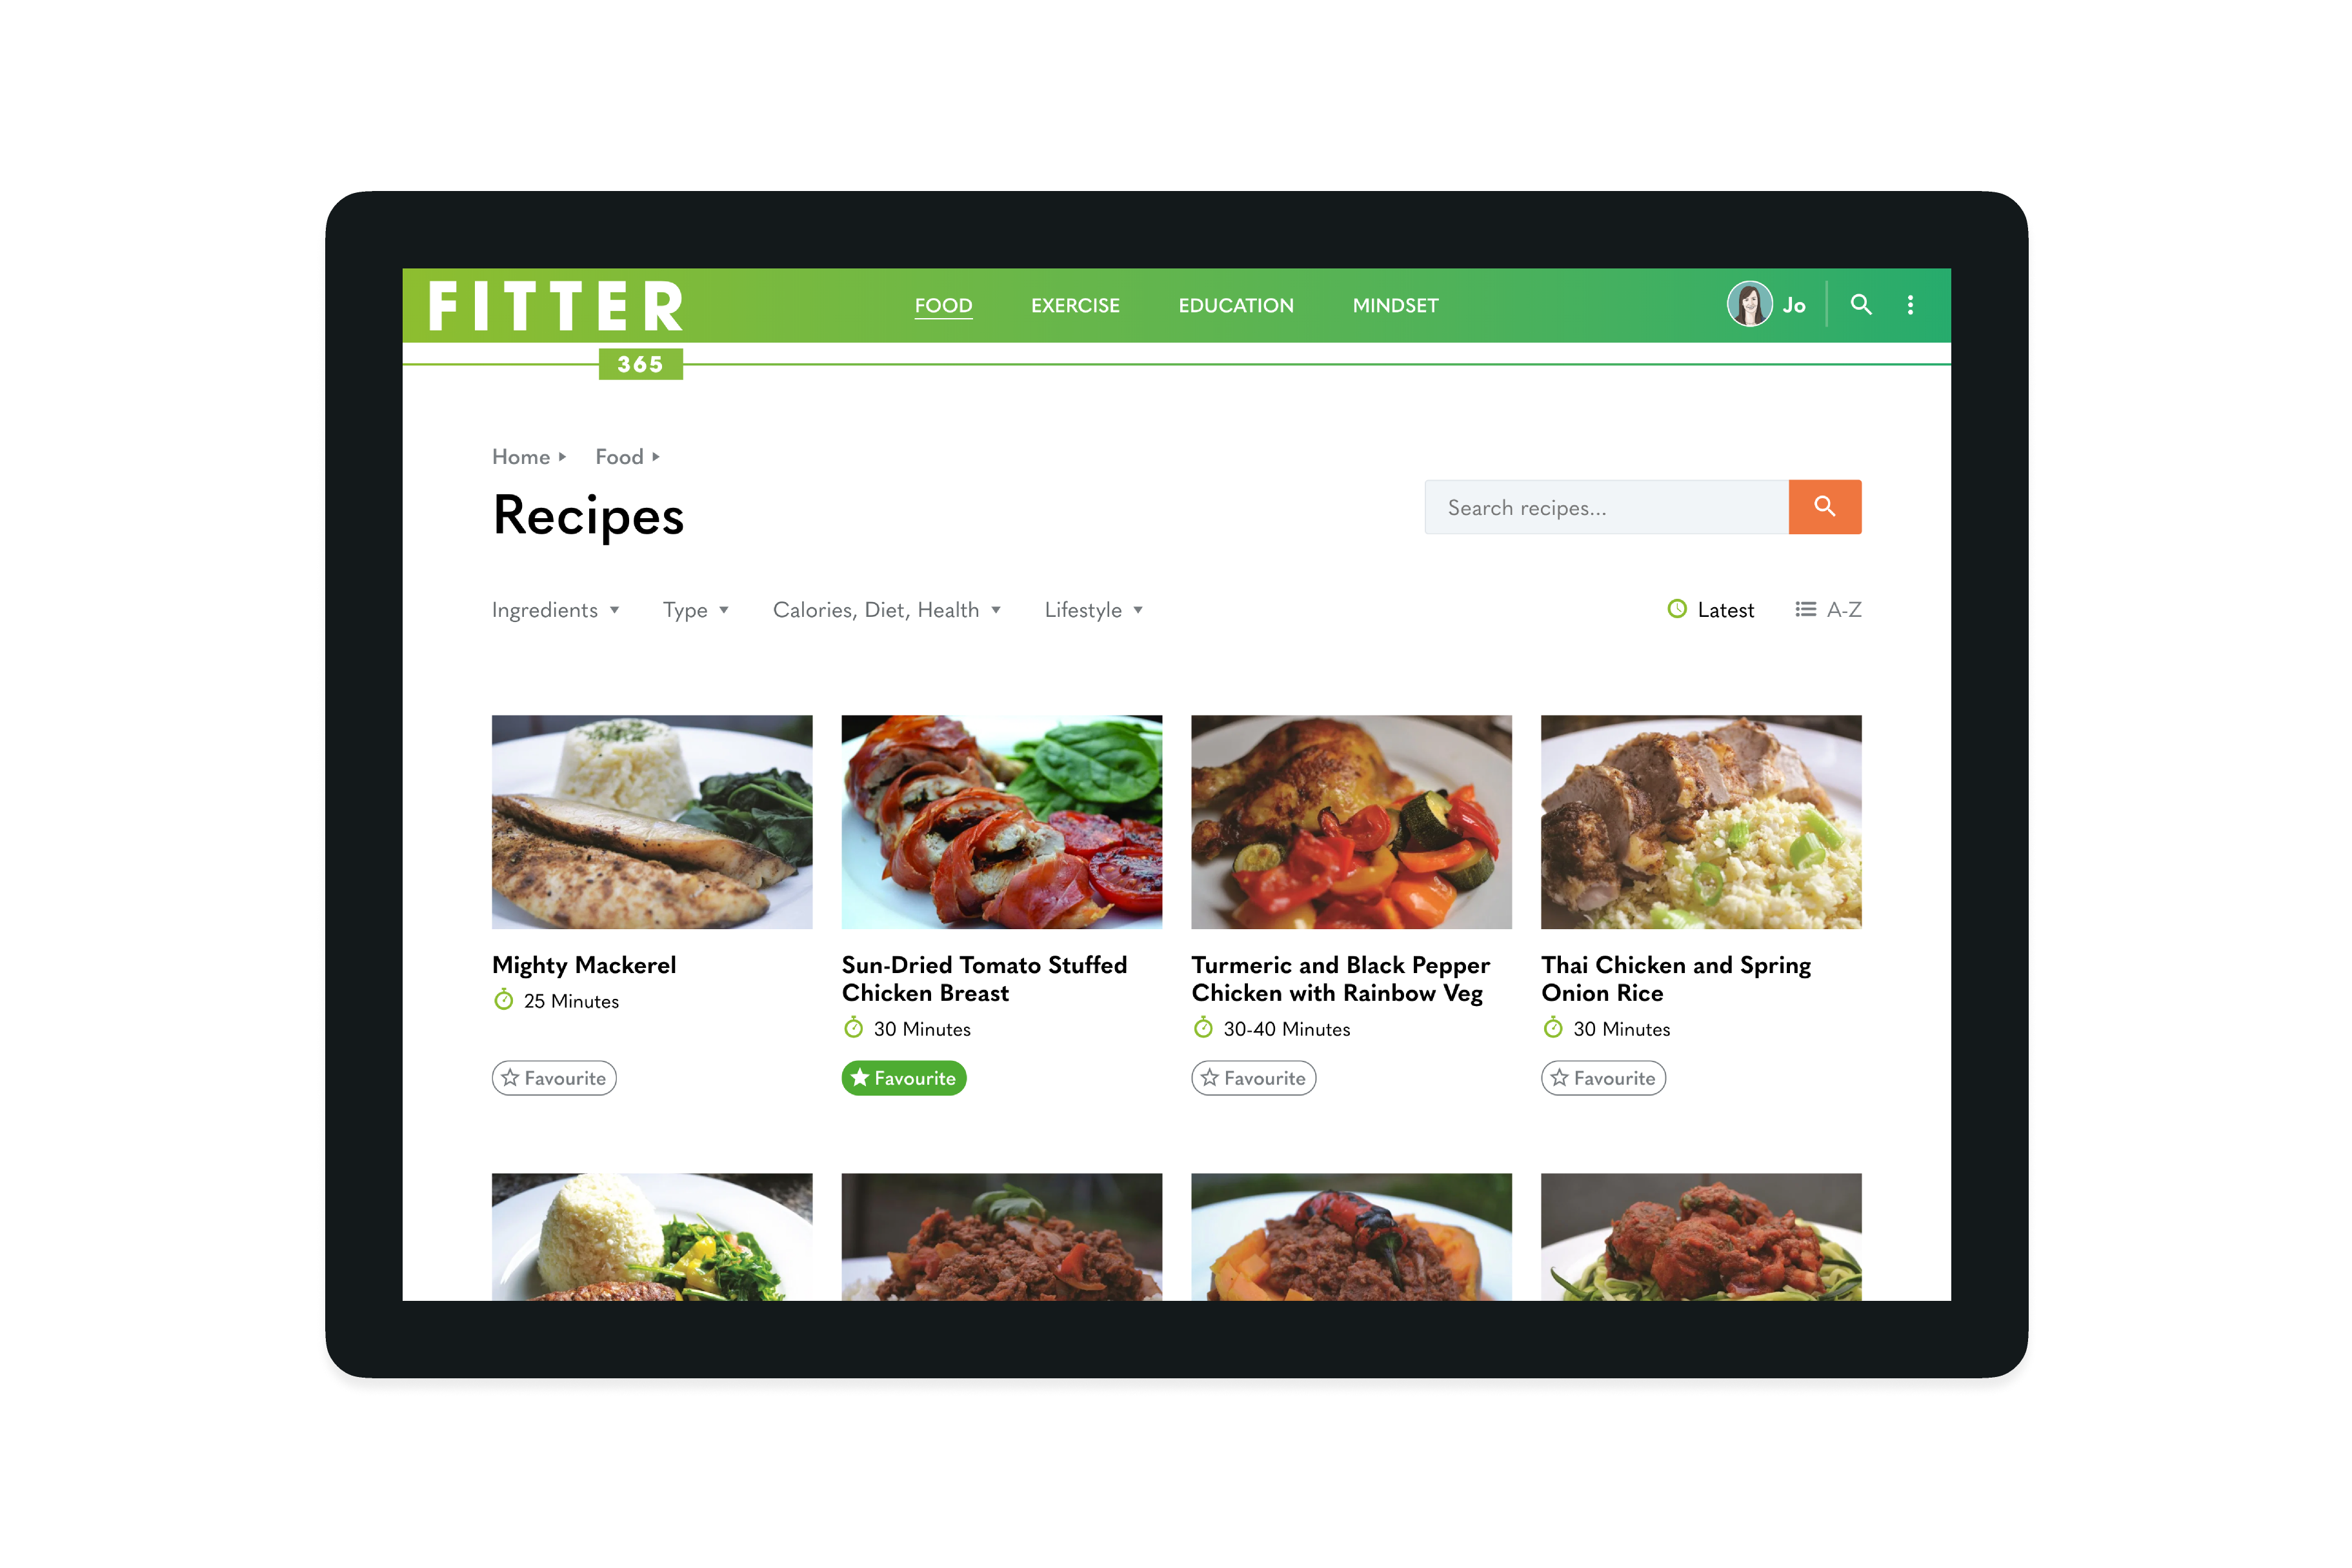 FITTER
365
FOOD
EXERCISE
EDUCATION
MINDSET
Jo
Home
Food
Recipes
Search recipes...
Ingredients
Type
Calories, Diet, Health
Lifestyle
Latest
A-Z
Mighty Mackerel
25 Minutes
Favourite
Sun-Dried Tomato Stuffed
Chicken Breast
30 Minutes
Favourite
Turmeric and Black Pepper
Chicken with Rainbow Veg
30-40 Minutes
Favourite
Thai Chicken and Spring
Onion Rice
30 Minutes
Favourite